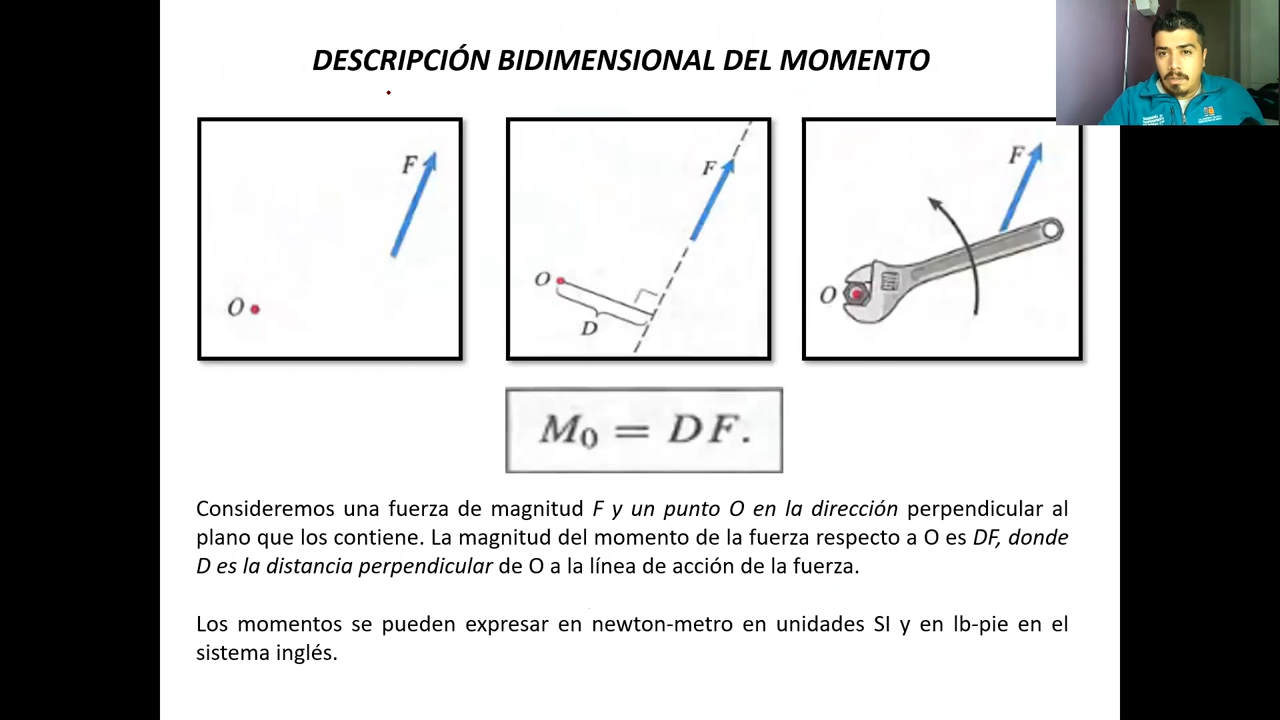 DESCRIPCIÓN BIDIMENSIONAL DEL MOMENTO
F
O
F
O
D
F
O
M₀ = DF.
Consideremos una fuerza de magnitud F y un punto O en la dirección perpendicular al
plano que los contiene. La magnitud del momento de la fuerza respecto a O es DF, donde
D es la distancia perpendicular de O a la línea de acción de la fuerza.
Los momentos se pueden expresar en newton-metro en unidades SI y en lb-pie en el
sistema inglés.